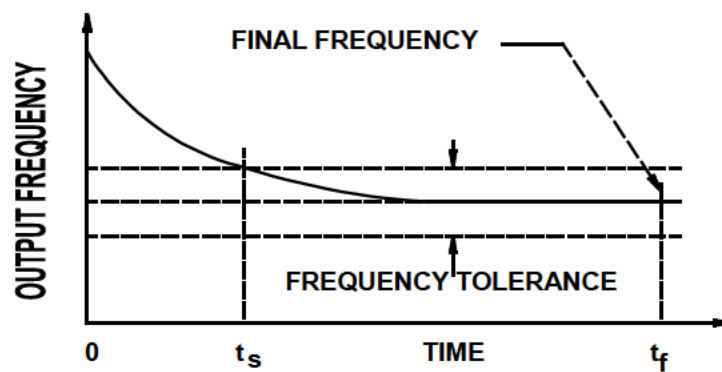 FINAL FREQUENCY
OUTPUT FREQUENCY
FREQUENCY TOLERANCE
0 ts TIME tf